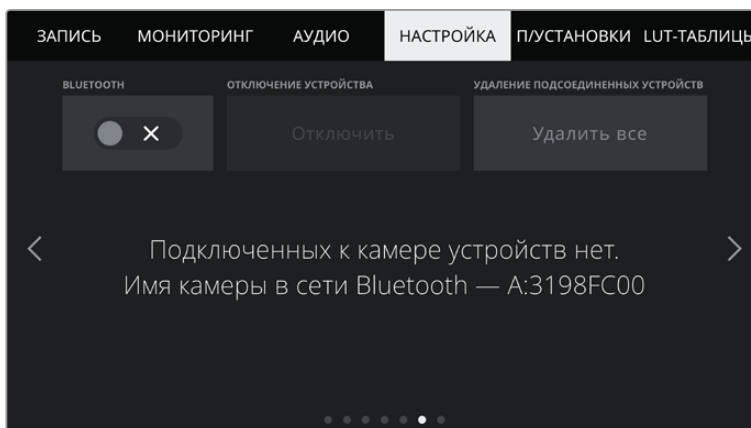 ЗАПИСЬ МОНИТОРИНГ АУДИО НАСТРОЙКА П/УСТАНОВКИ LUT-ТАБЛИЦЫ
BLUETOOTH ОТКЛЮЧЕНИЕ УСТРОЙСТВА УДАЛЕНИЕ ПОДСОЕДИНЕННЫХ УСТРОЙСТВ
Отключить Удалить все
Подключенных к камере устройств нет.
Имя камеры в сети Bluetooth — A:3198FC00